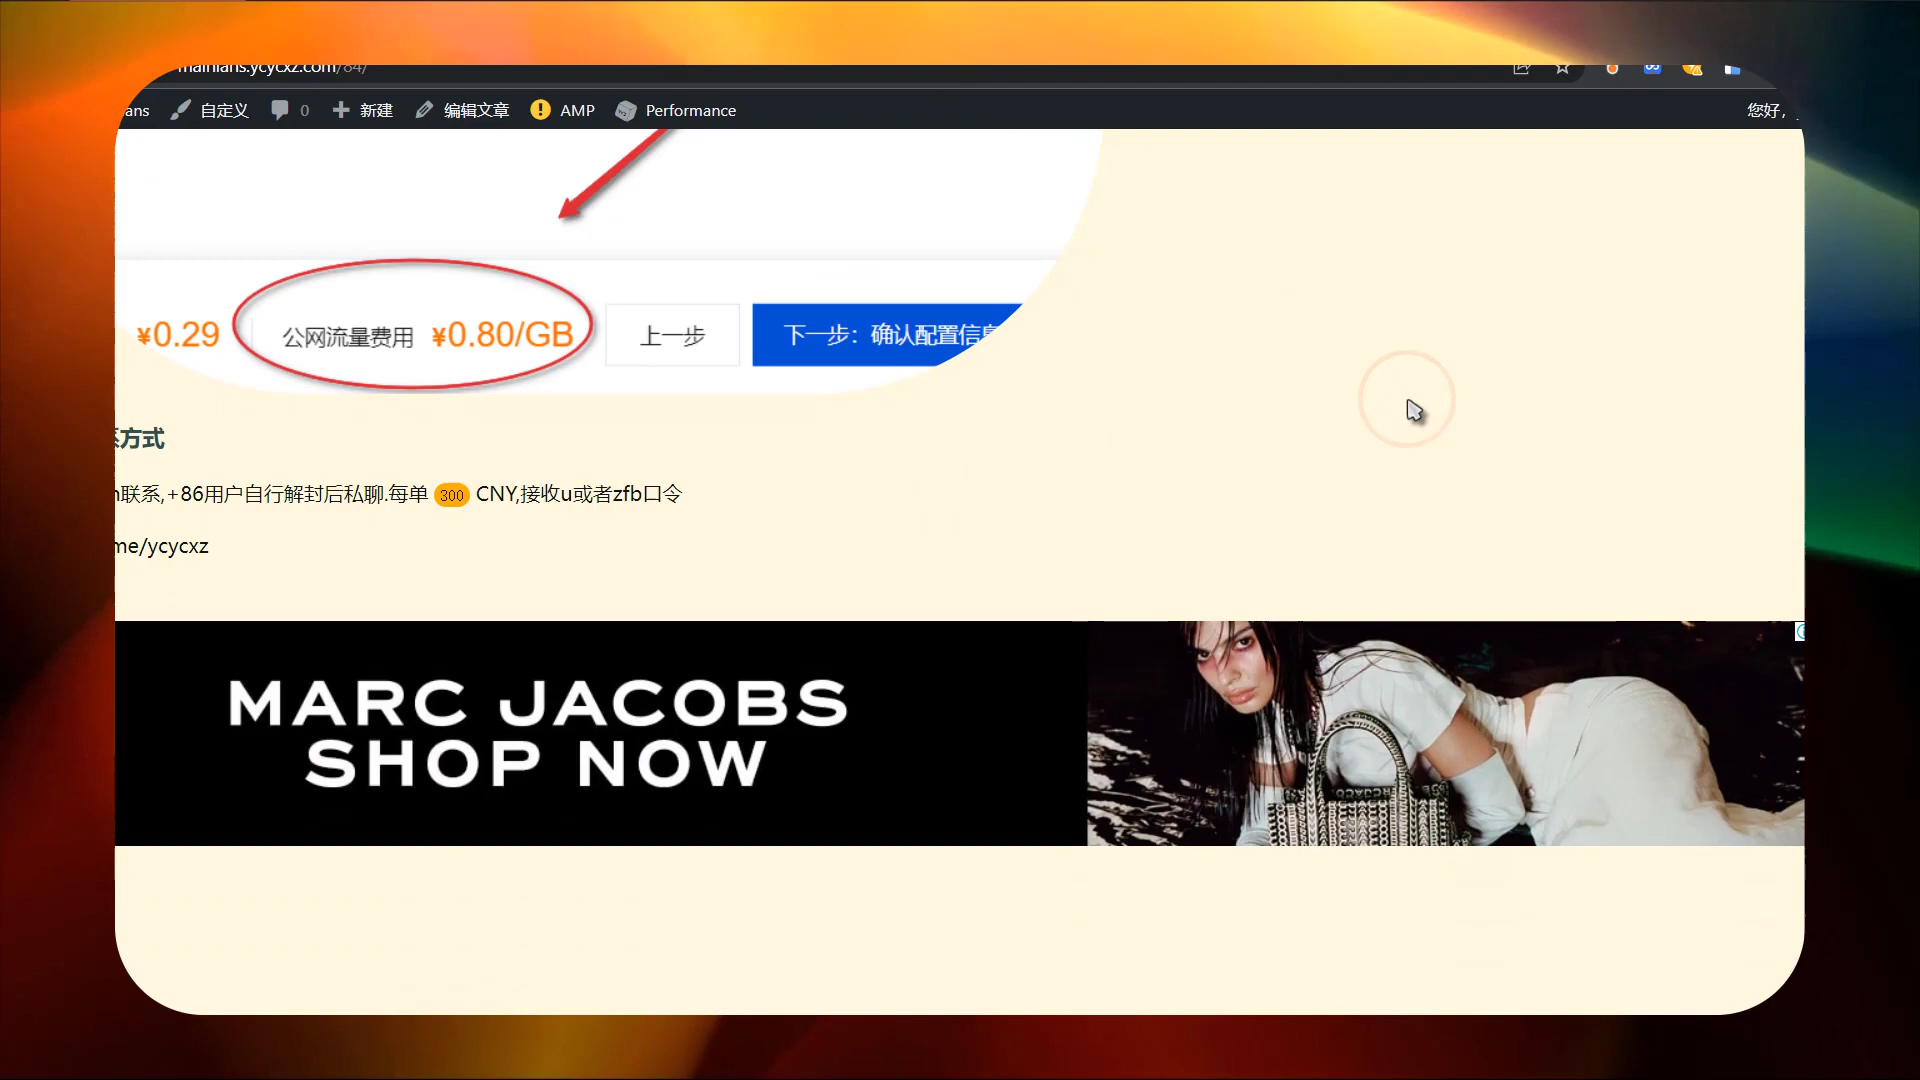 mainians.ycycxz.com/84/
ans 自定义 0 新建 编辑文章 AMP Performance 您好,
¥0.29 公网流量费用 ¥0.80/GB 上一步 下一步：确认配置信息
方式
联系,+86用户自行解封后私聊.每单 300 CNY,接收u或者zfb口令
me/ycycxz
MARC JACOBS
SHOP NOW